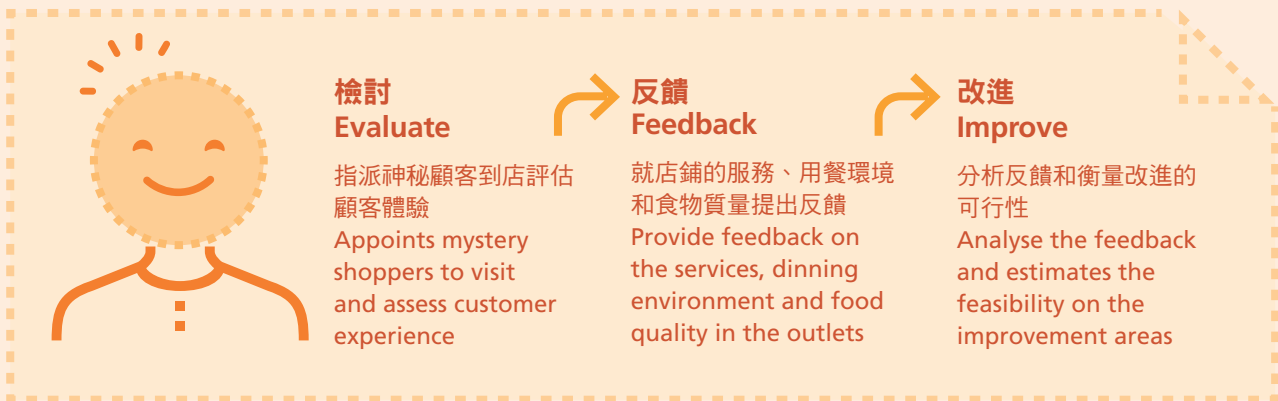 檢討
Evaluate
指派神秘顧客到店評估
顧客體驗
Appoints mystery
shoppers to visit
and assess customer
experience
反饋
Feedback
就店鋪的服務、用餐環境
和食物質量提出反饋
Provide feedback on
the services, dinning
environment and food
quality in the outlets
改進
Improve
分析反饋和衡量改進的
可行性
Analyse the feedback
and estimates the
feasibility on the
improvement areas